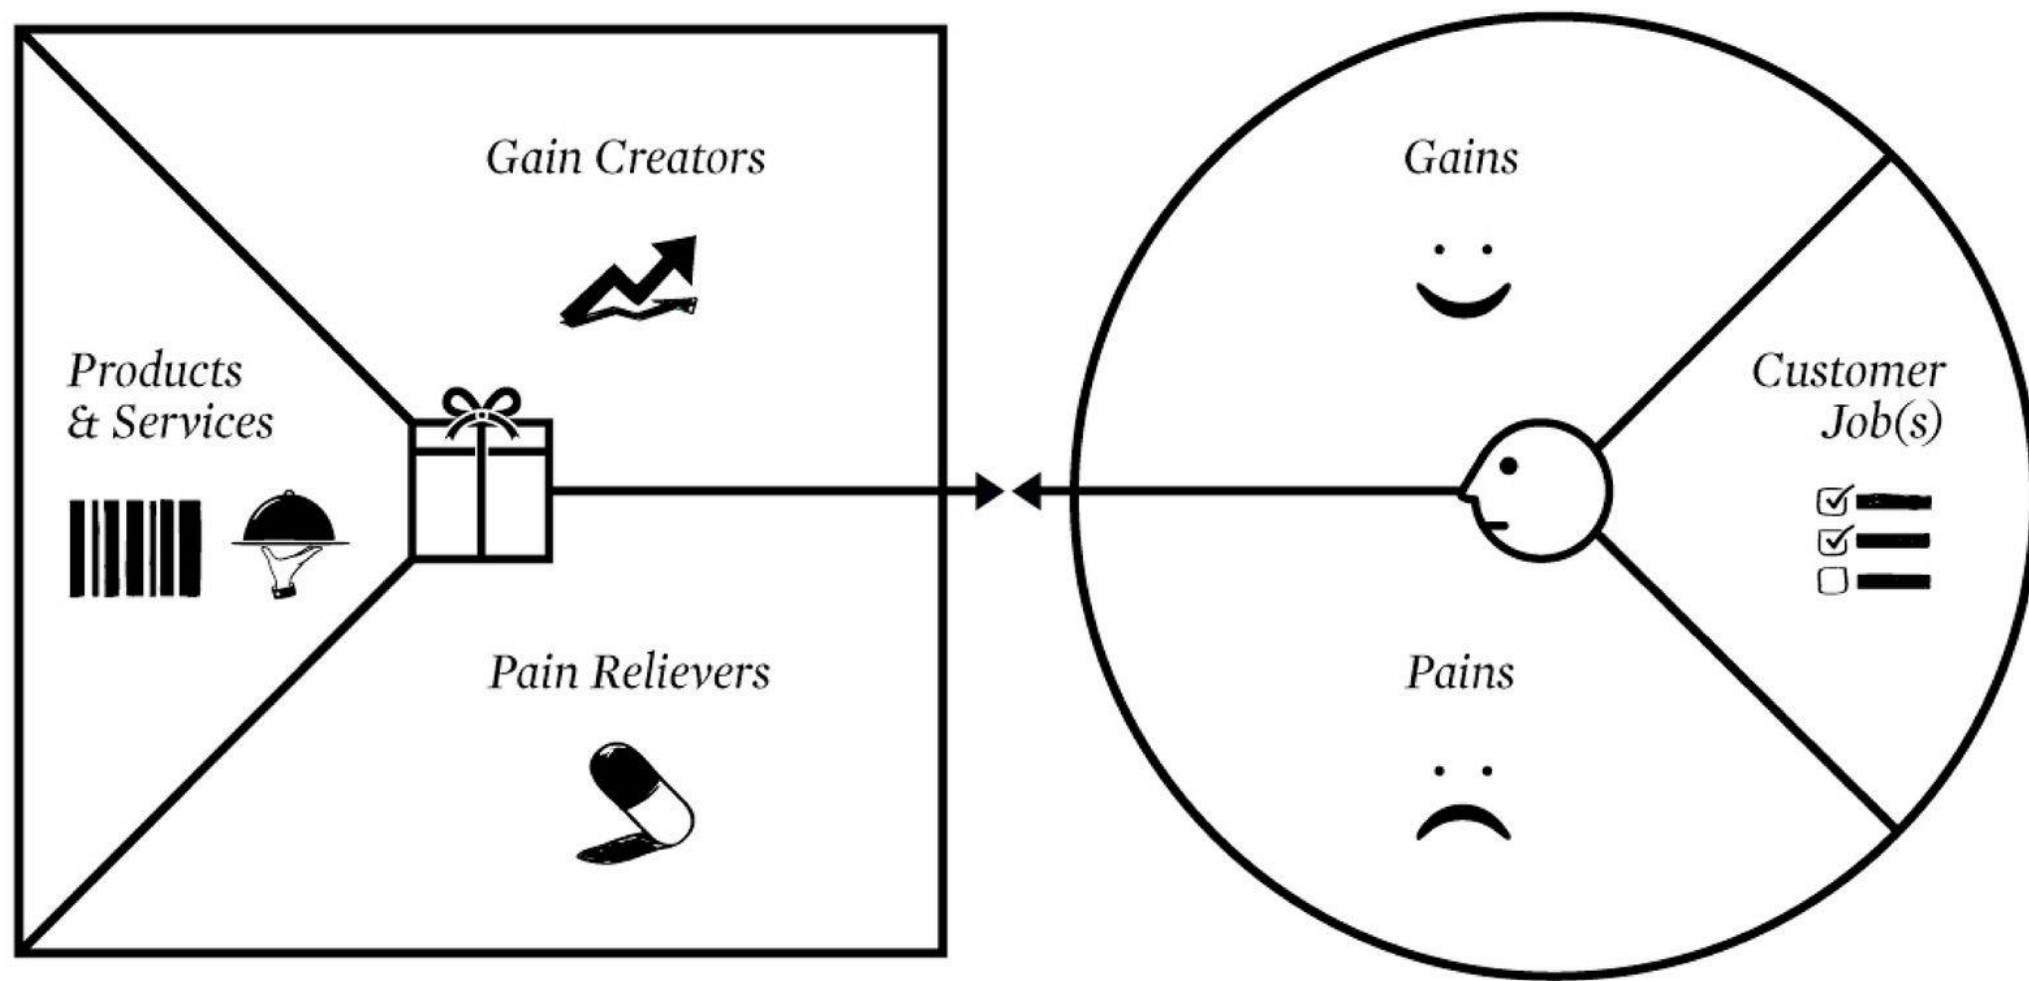 Gain Creators
Products
& Services
Pain Relievers
Gains
Customer
Job(s)
Pains